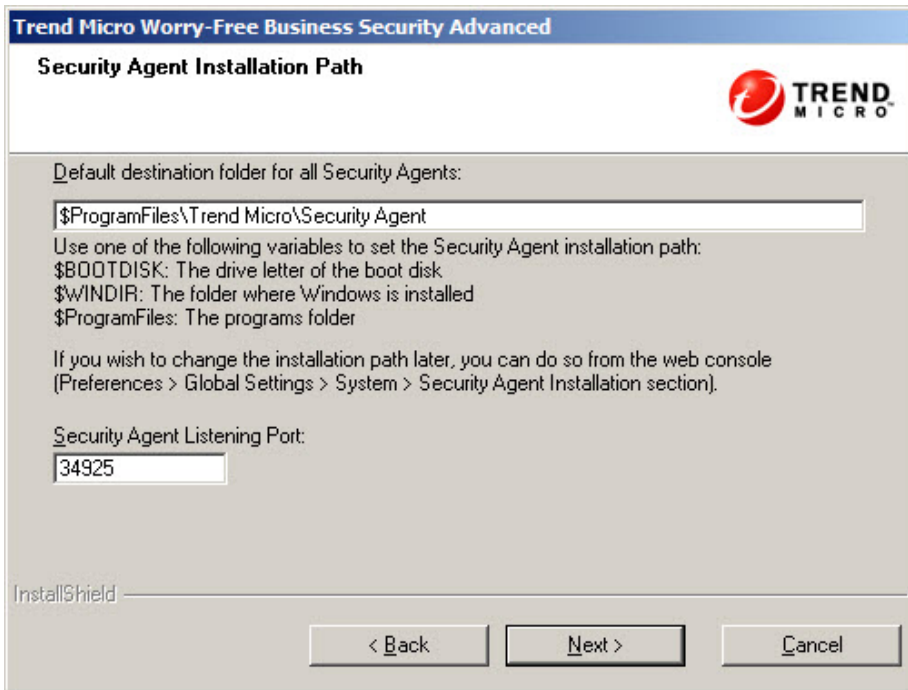 Trend Micro Worry-Free Business Security Advanced
Security Agent Installation Path
TREND
MICRO™
Default destination folder for all Security Agents:
$ProgramFiles\Trend Micro\Security Agent
Use one of the following variables to set the Security Agent installation path:
$BOOTDISK: The drive letter of the boot disk
$WINDIR: The folder where Windows is installed
$ProgramFiles: The programs folder
If you wish to change the installation path later, you can do so from the web console
(Preferences > Global Settings > System > Security Agent Installation section).
Security Agent Listening Port:
34925
InstallShield
< Back Next > Cancel